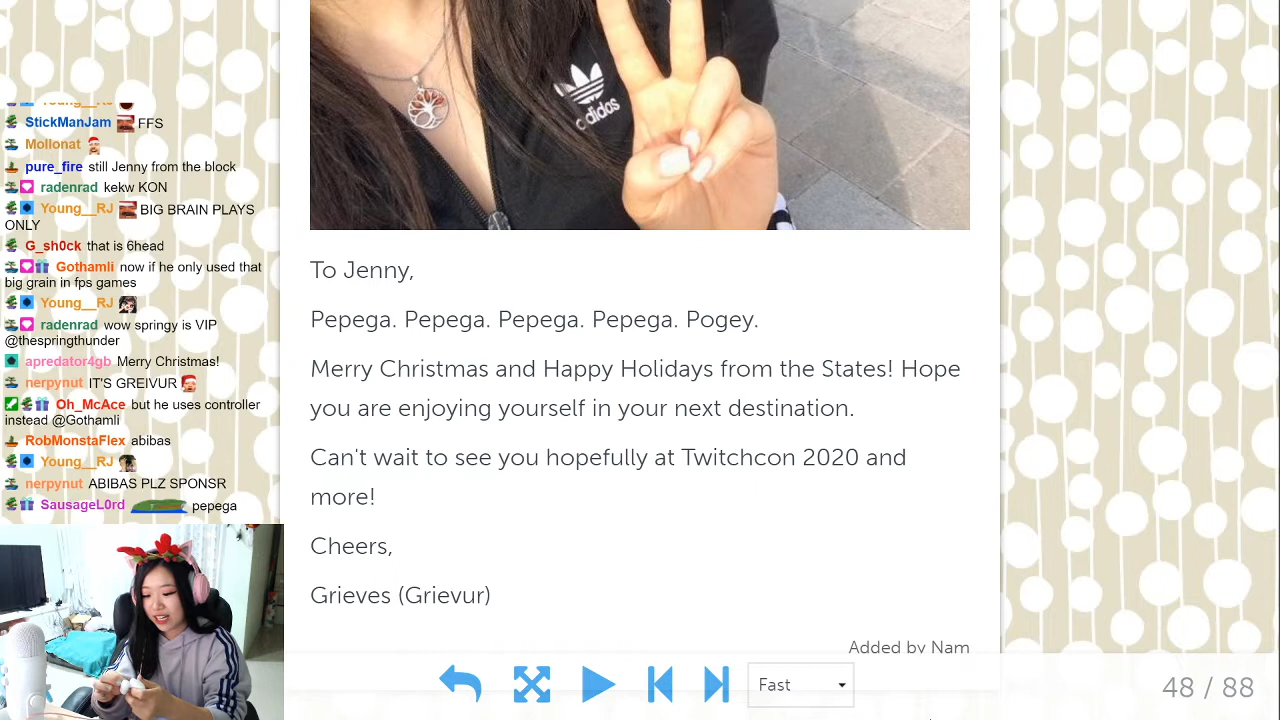 StickManJam FFS
Mollonat
pure_fire still Jenny from the block
radenrad kekw KON
Young__RJ BIG BRAIN PLAYS
ONLY
G_sh0ck that is 6head
Gothamli now if he only used that
big grain in fps games
Young__RJ
radenrad wow springy is VIP
@thespringthunder
apredator4gb Merry Christmas!
nerpynut IT'S GREIVUR
Oh_McAce but he uses controller
instead @Gothamli
RobMonstaFlex abibas
Young__RJ
nerpynut ABIBAS PLZ SPONSR
SausageL0rd pepega
adidas
To Jenny,
Pepega. Pepega. Pepega. Pepega. Pogey.
Merry Christmas and Happy Holidays from the States! Hope
you are enjoying yourself in your next destination.
Can't wait to see you hopefully at Twitchcon 2020 and
more!
Cheers,
Grieves (Grievur)
Added by Nam
Fast
48 / 88